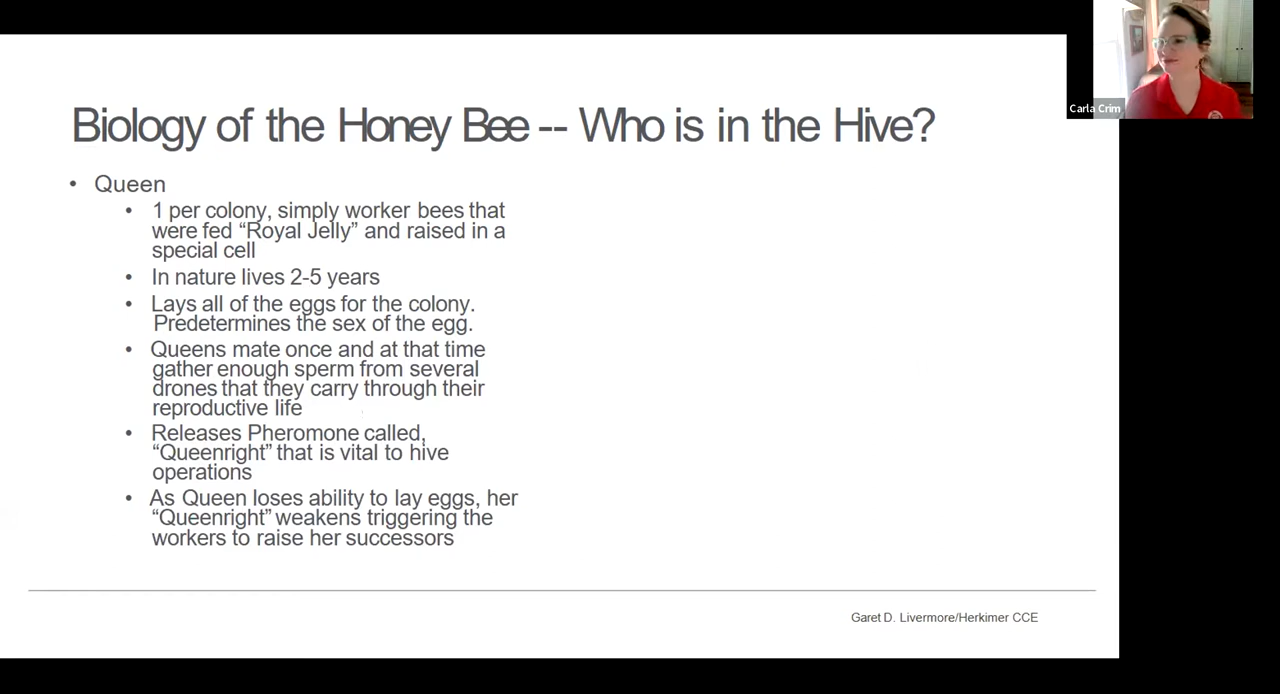 Carla Crim
Biology of the Honey Bee -- Who is in the Hive?
• Queen
• 1 per colony, simply worker bees that
were fed “Royal Jelly” and raised in a
special cell
• In nature lives 2-5 years
• Lays all of the eggs for the colony.
Predetermines the sex of the egg.
• Queens mate once and at that time
gather enough sperm from several
drones that they carry through their
reproductive life
• Releases Pheromone called,
“Queenright” that is vital to hive
operations
• As Queen loses ability to lay eggs, her
“Queenright” weakens triggering the
workers to raise her successors
Garet D. Livermore/Herkimer CCE